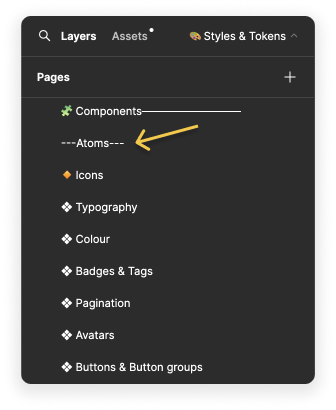 Layers Assets 🎨 Styles & Tokens
Pages
🧩 Components——————————
---Atoms---
🔸 Icons
❖ Typography
❖ Colour
❖ Badges & Tags
❖ Pagination
❖ Avatars
❖ Buttons & Button groups